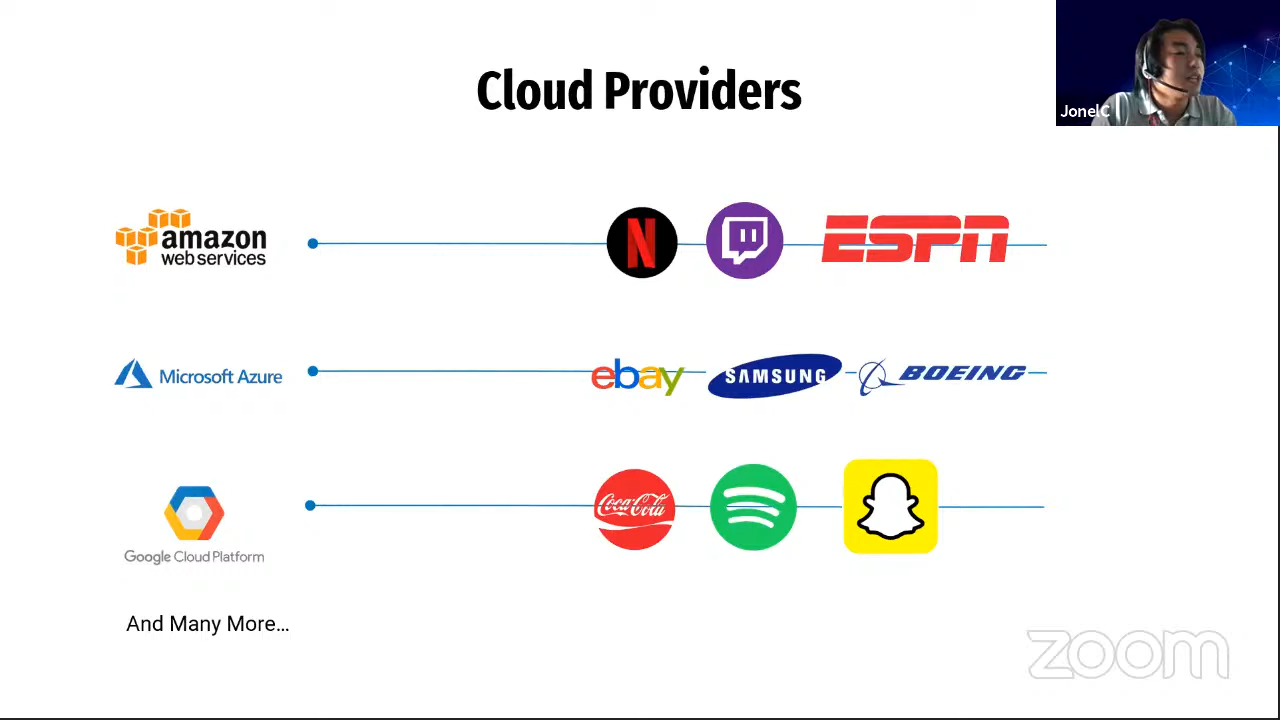 Cloud Providers
JonelC
amazon
web services
ESPN
Microsoft Azure
ebay
SAMSUNG
BOEING
Coca-Cola
Google Cloud Platform
And Many More...
zoom